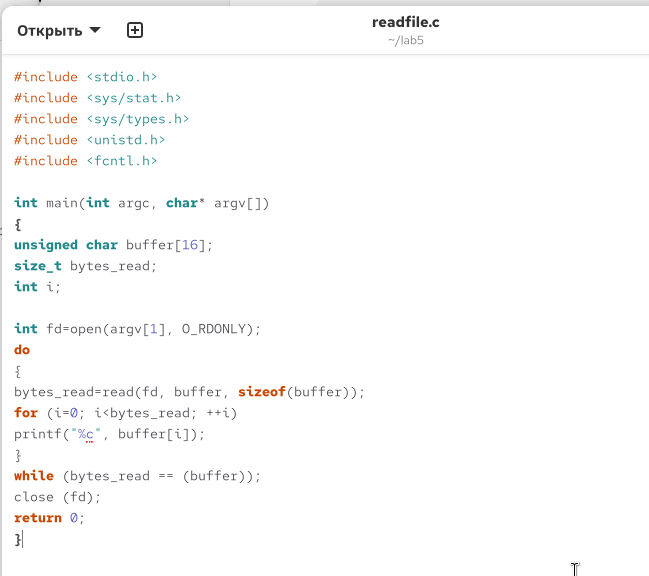 Открыть
readfile.c
~/lab5
#include <stdio.h>
#include <sys/stat.h>
#include <sys/types.h>
#include <unistd.h>
#include <fcntl.h>
int main(int argc, char* argv[])
{
unsigned char buffer[16];
size_t bytes_read;
int i;
int fd=open(argv[1], O_RDONLY);
do
{
bytes_read=read(fd, buffer, sizeof(buffer));
for (i=0; i<bytes_read; ++i)
printf("%c", buffer[i]);
}
while (bytes_read == (buffer));
close (fd);
return 0;
}